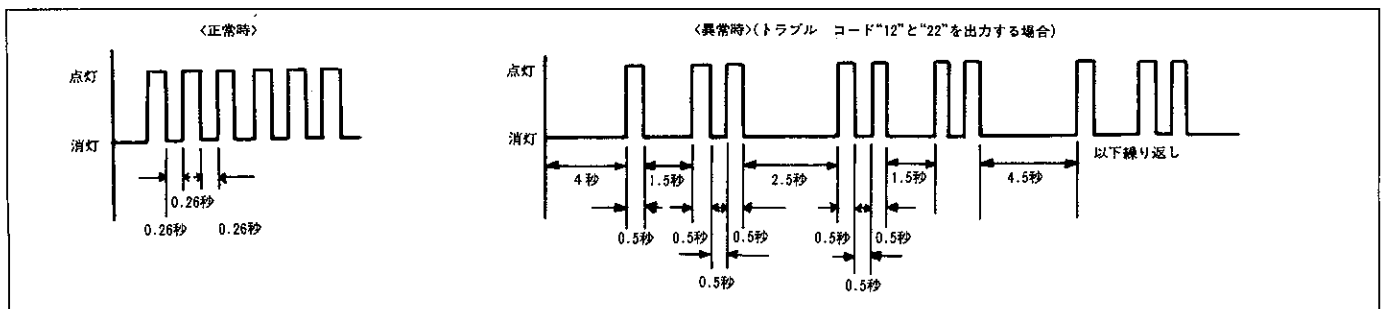 〈正常時〉
点灯
消灯
0.26秒
0.26秒
0.26秒
〈異常時〉(トラブル コード“12”と“22”を出力する場合)
点灯
消灯
以下繰り返し
4秒
1.5秒
2.5秒
1.5秒
4.5秒
0.5秒
0.5秒
0.5秒
0.5秒
0.5秒
0.5秒
0.5秒